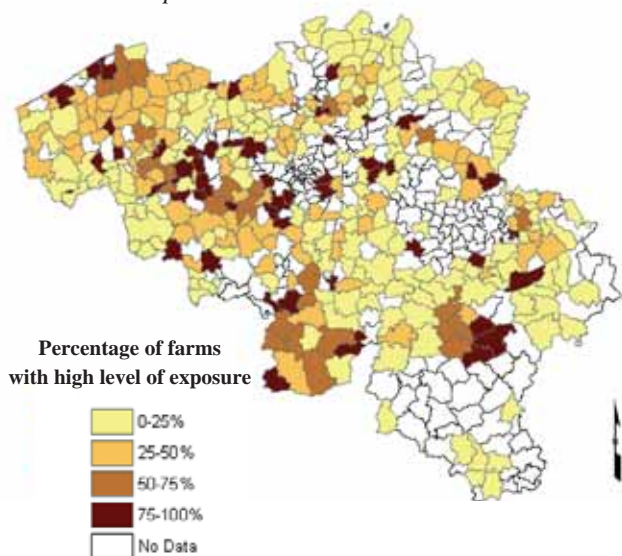 Percentage of farms
with high level of exposure
0-25%
25-50%
50-75%
75-100%
No Data